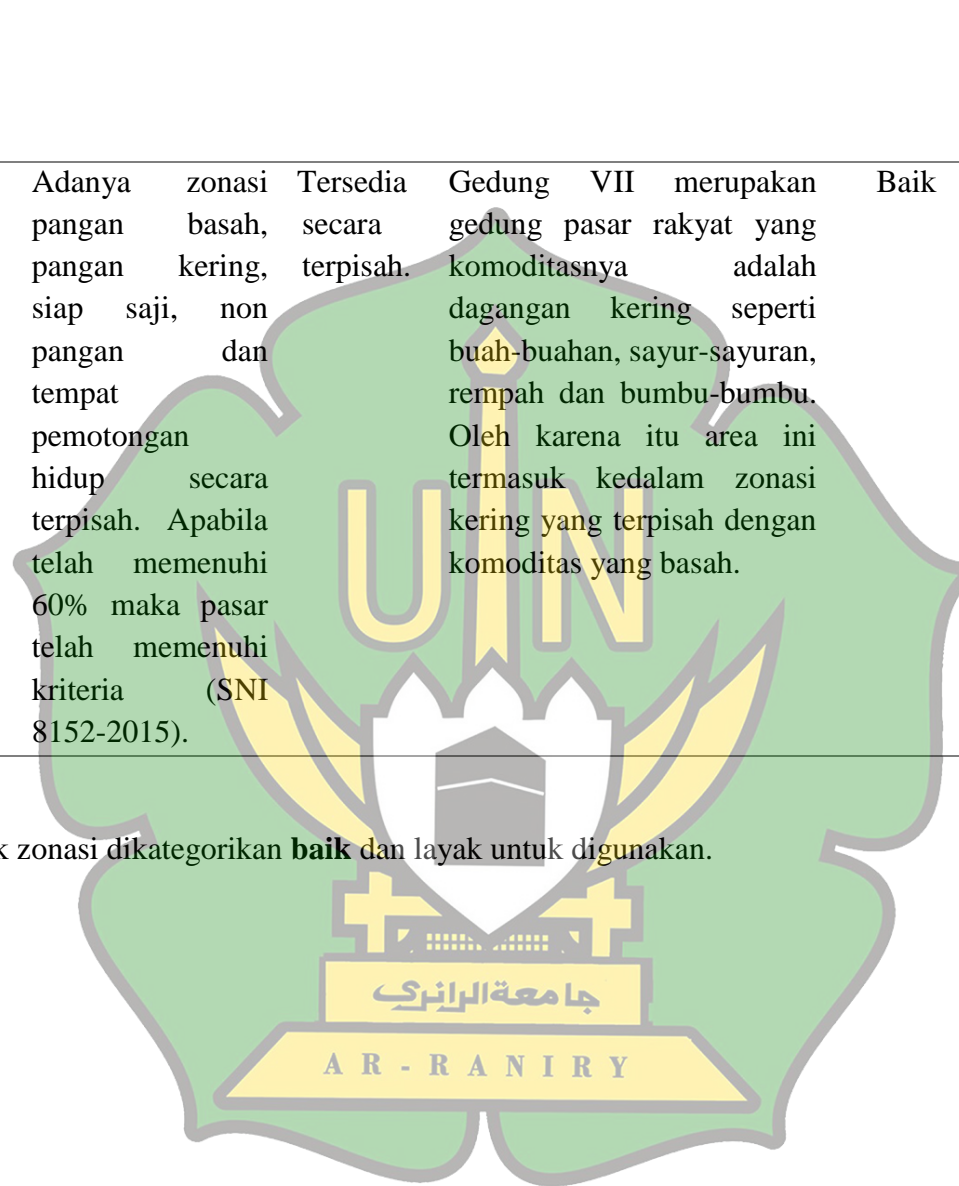 Adanya zonasi
pangan basah,
pangan kering,
siap saji, non
pangan dan
tempat
pemotongan
hidup secara
terpisah. Apabila
telah memenuhi
60% maka pasar
telah memenuhi
kriteria (SNI
8152-2015).
Tersedia
secara
terpisah.
Gedung VII merupakan
gedung pasar rakyat yang
komoditasnya adalah
dagangan kering seperti
buah-buahan, sayur-sayuran,
rempah dan bumbu-bumbu.
Oleh karena itu area ini
termasuk kedalam zonasi
kering yang terpisah dengan
komoditas yang basah.
Baik
k zonasi dikategorikan baik dan layak untuk digunakan.
UIN
جامعة الرانري
AR-RANIRY